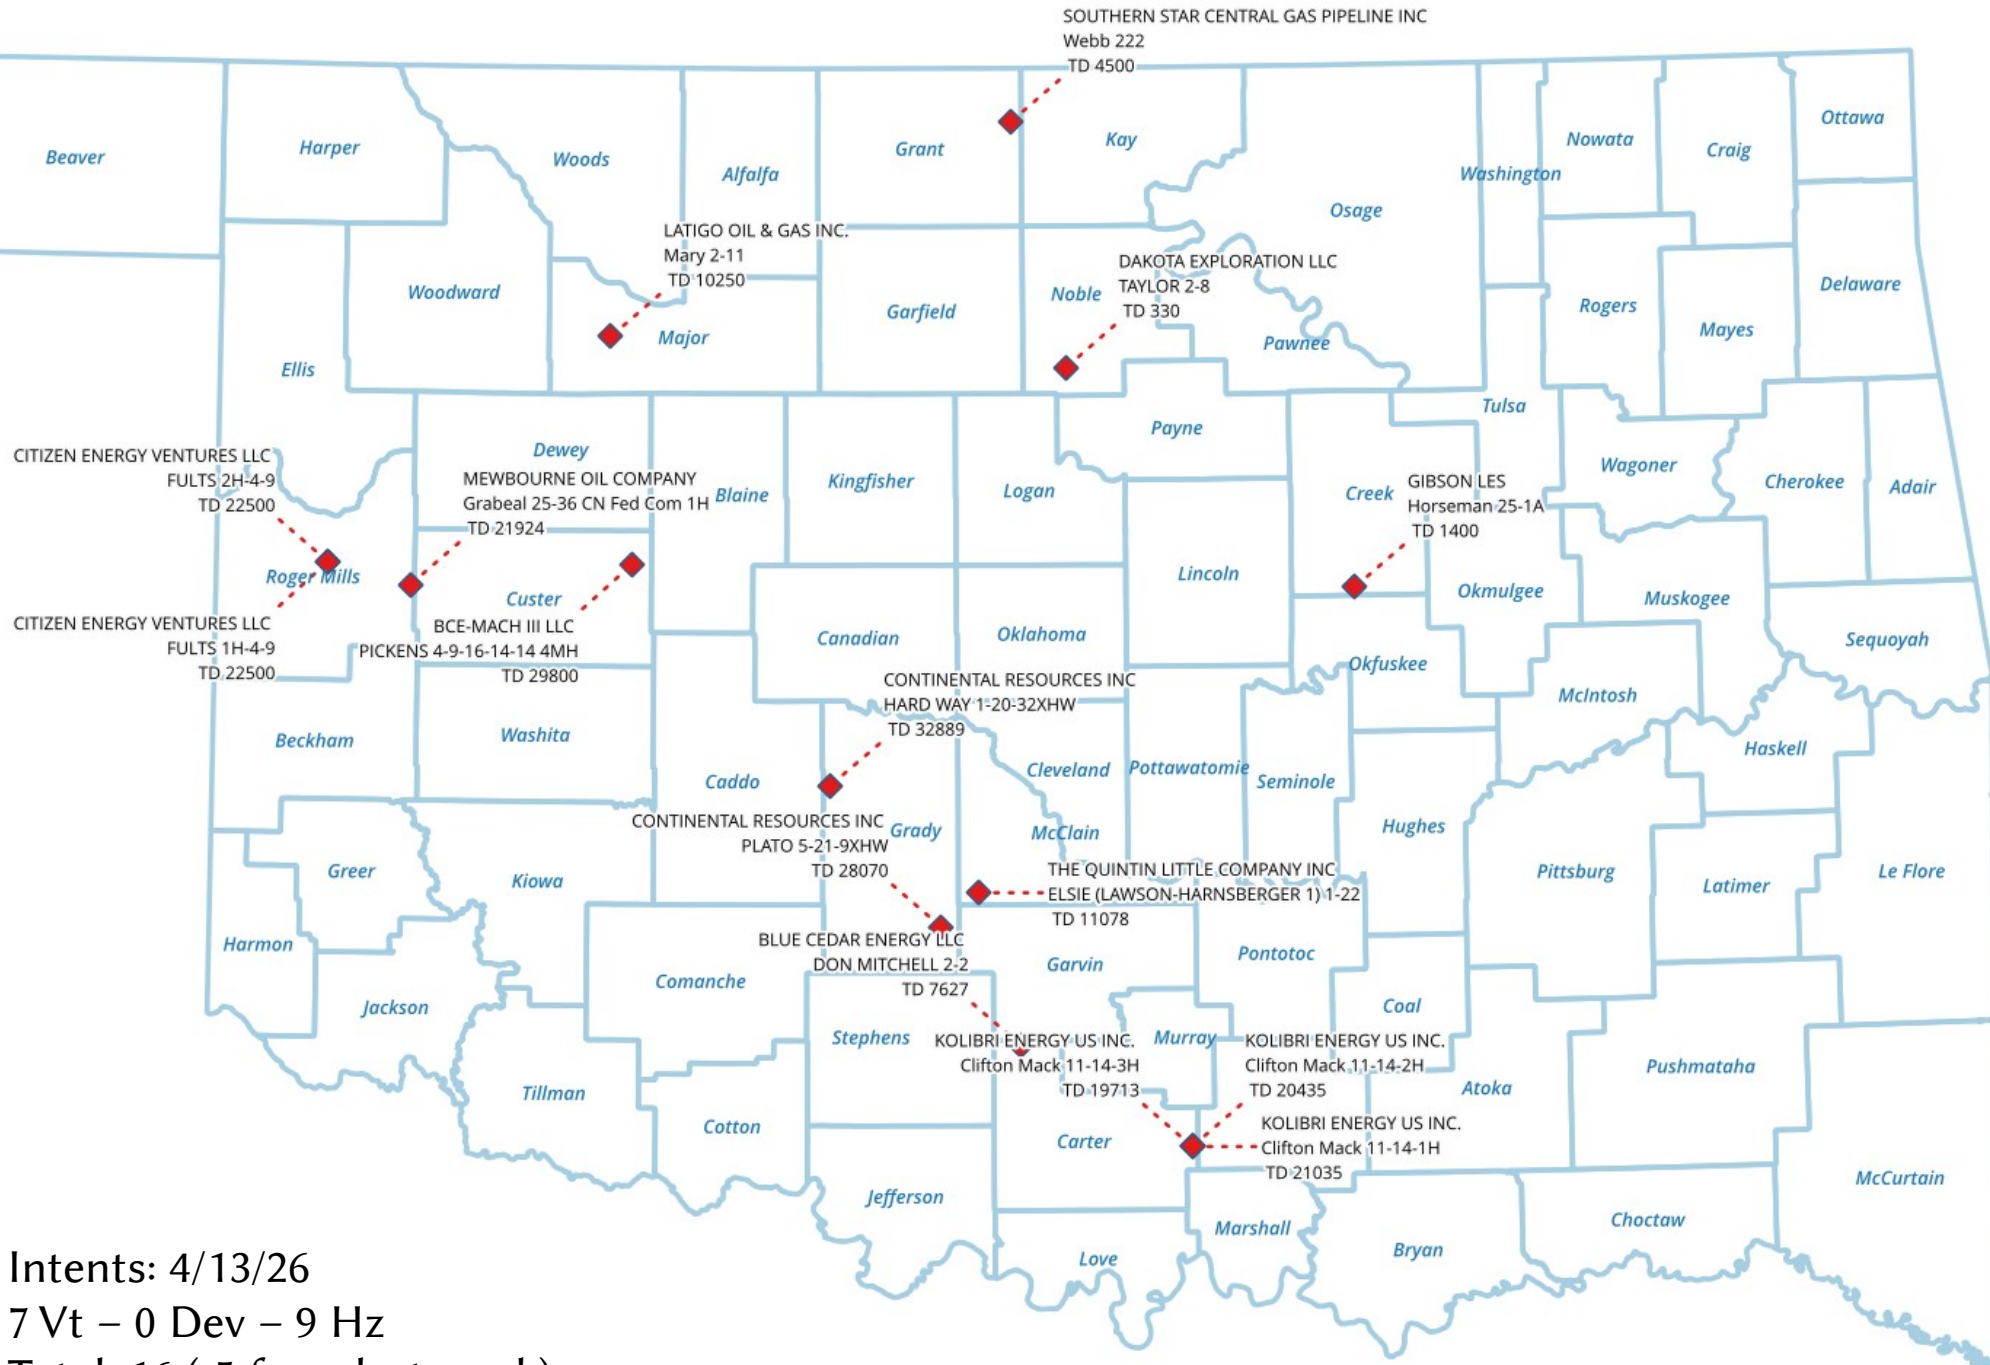 SOUTHERN STAR CENTRAL GAS PIPELINE INC
Webb 222
TD 4500
Beaver
Harper
Woods
Alfalfa
Grant
Kay
Osage
Washington
Nowata
Craig
Ottawa
LATIGO OIL & GAS INC.
Mary 2-11
TD 10250
DAKOTA EXPLORATION LLC
TAYLOR 2-8
TD 330
Woodward
Major
Garfield
Noble
Pawnee
Rogers
Mayes
Delaware
Ellis
Dewey
Blaine
Kingfisher
Logan
Payne
Creek
Tulsa
Wagoner
Cherokee
Adair
CITIZEN ENERGY VENTURES LLC
FULTS 2H-4-9
TD 22500
MEWBOURNE OIL COMPANY
Grabeal 25-36 CN Fed Com 1H
TD 21924
GIBSON LES
Horseman 25-1A
TD 1400
Roger Mills
Custer
Canadian
Oklahoma
Lincoln
Okmulgee
Muskogee
Sequoyah
CITIZEN ENERGY VENTURES LLC
FULTS 1H-4-9
TD 22500
BCE-MACH III LLC
PICKENS 4-9-16-14-14 4MH
TD 29800
Okfuskee
McIntosh
CONTINENTAL RESOURCES INC
HARD WAY 1-20-32XHW
TD 32889
Beckham
Washita
Caddo
Grady
Cleveland
McClain
Pottawatomie
Seminole
Hughes
Haskell
Pittsburg
Latimer
Le Flore
CONTINENTAL RESOURCES INC
PLATO 5-21-9XHW
TD 28070
THE QUINTIN LITTLE COMPANY INC
ELSIE (LAWSON-HARNSBERGER 1) 1-22
TD 11078
Greer
Kiowa
Harmon
Jackson
Comanche
Garvin
Pontotoc
Coal
BLUE CEDAR ENERGY LLC
DON MITCHELL 2-2
TD 7627
Stephens
Murray
KOLIBRI ENERGY US INC.
Clifton Mack 11-14-3H
TD 19713
KOLIBRI ENERGY US INC.
Clifton Mack 11-14-2H
TD 20435
KOLIBRI ENERGY US INC.
Clifton Mack 11-14-1H
TD 21035
Tillman
Cotton
Carter
Atoka
Pushmataha
McCurtain
Jefferson
Love
Marshall
Bryan
Choctaw
Intents: 4/13/26
7 Vt – 0 Dev – 9 Hz